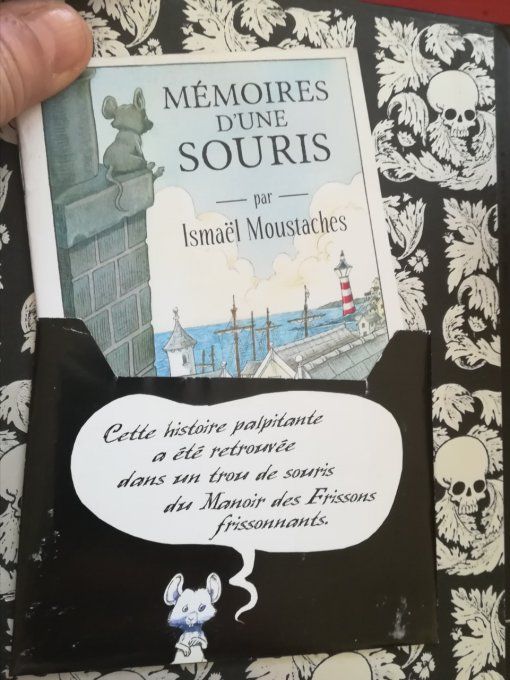 MÉMOIRES
D'UNE
SOURIS
par
Ismaël Moustaches
Cette histoire palpitante
a été retrouvée
dans un trou de souris
du Manoir des Frissons
frissonnants.